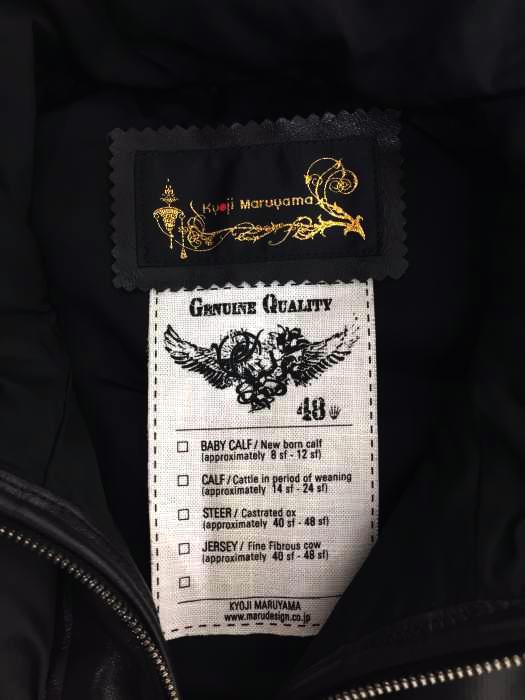 Kyoji Maruyama
GENUINE QUALITY
48
BABY CALF / New born calf
(approximately 8 sf - 12 sf)
CALF / Cattle in period of weaning
(approximately 14 sf - 24 sf)
STEER / Castrated ox
(approximately 40 sf - 48 sf)
JERSEY / Fine Fibrous cow
(approximately 40 sf - 48 sf)
KYOJI MARUYAMA
www.marudesign.co.jp